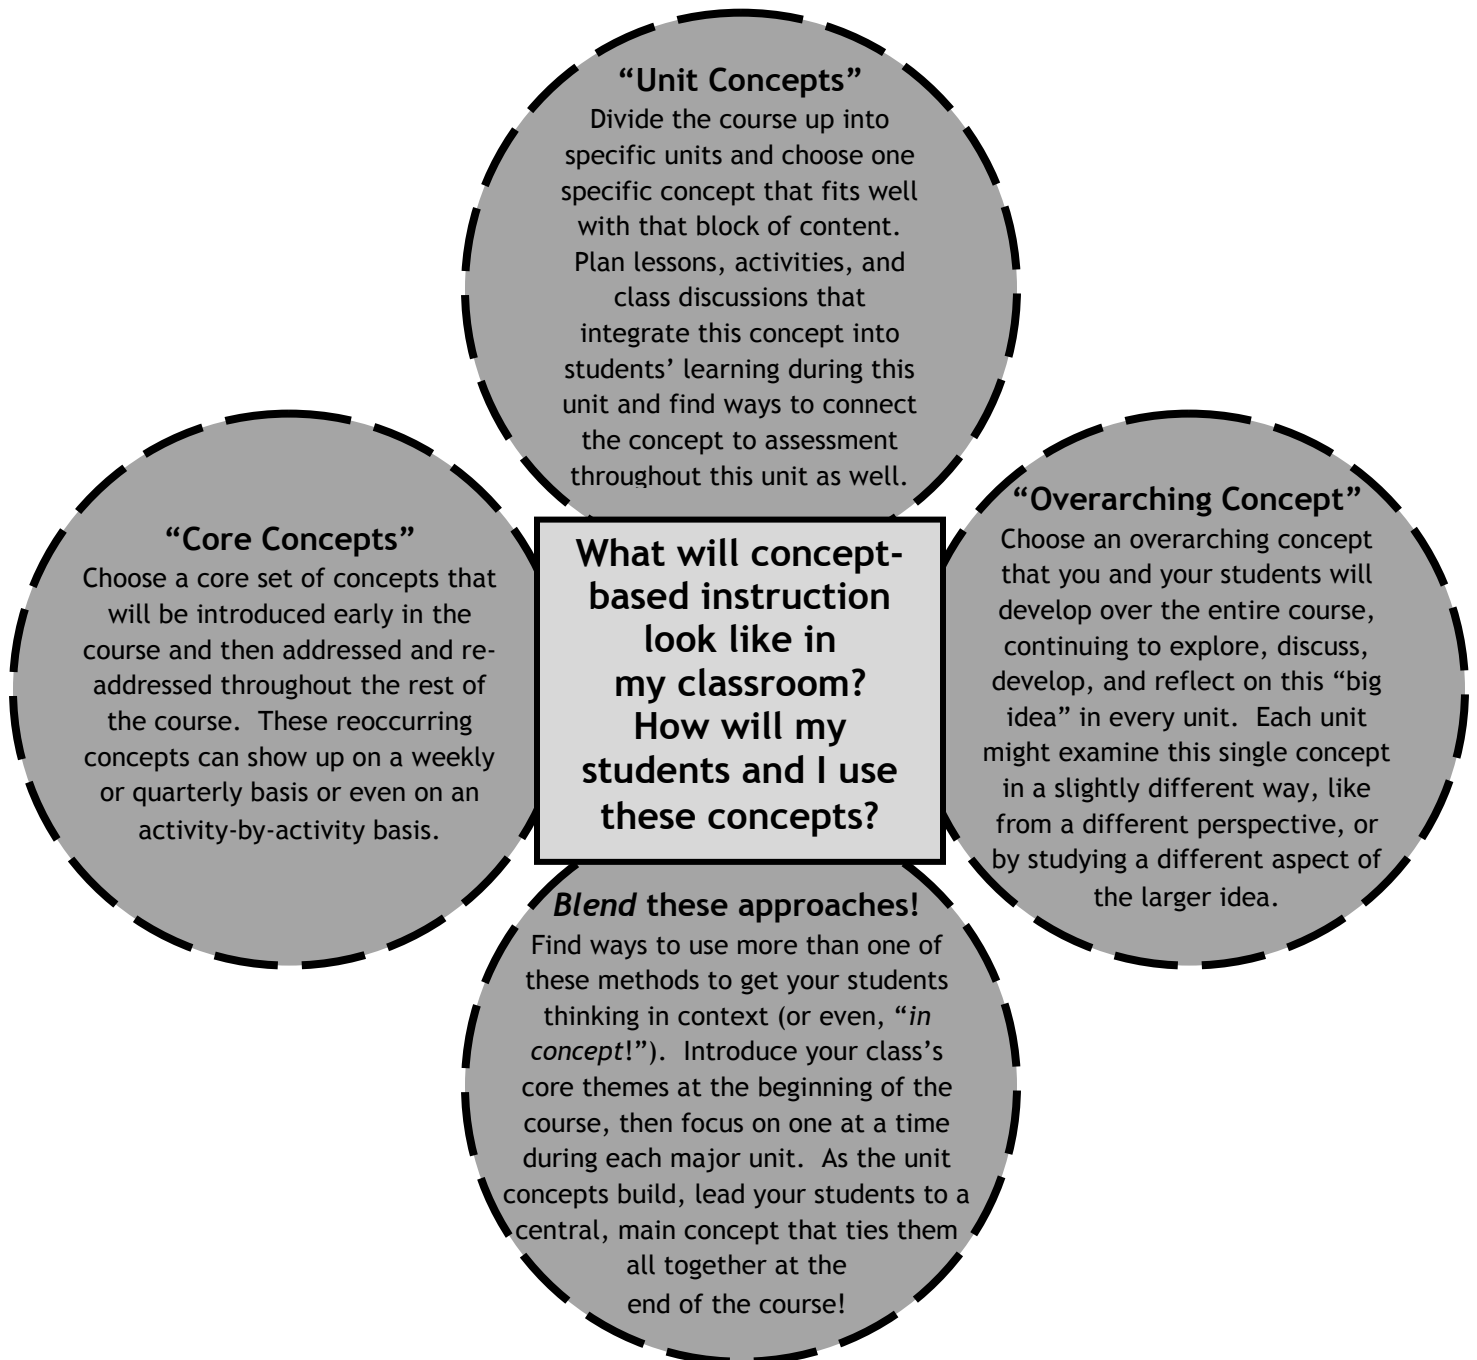 “Unit Concepts”
Divide the course up into
specific units and choose one
specific concept that fits well
with that block of content.
Plan lessons, activities, and
class discussions that
integrate this concept into
students’ learning during this
unit and find ways to connect
the concept to assessment
throughout this unit as well.
“Core Concepts”
Choose a core set of concepts that
will be introduced early in the
course and then addressed and re-
addressed throughout the rest of
the course.  These reoccurring
concepts can show up on a weekly
or quarterly basis or even on an
activity-by-activity basis.
What will concept-
based instruction
look like in
my classroom?
How will my
students and I use
these concepts?
“Overarching Concept”
Choose an overarching concept
that you and your students will
develop over the entire course,
continuing to explore, discuss,
develop, and reflect on this “big
idea” in every unit.  Each unit
might examine this single concept
in a slightly different way, like
from a different perspective, or
by studying a different aspect of
the larger idea.
Blend these approaches!
Find ways to use more than one of
these methods to get your students
thinking in context (or even, “in
concept!”).  Introduce your class’s
core themes at the beginning of the
course, then focus on one at a time
during each major unit.  As the unit
concepts build, lead your students to a
central, main concept that ties them
all together at the
end of the course!